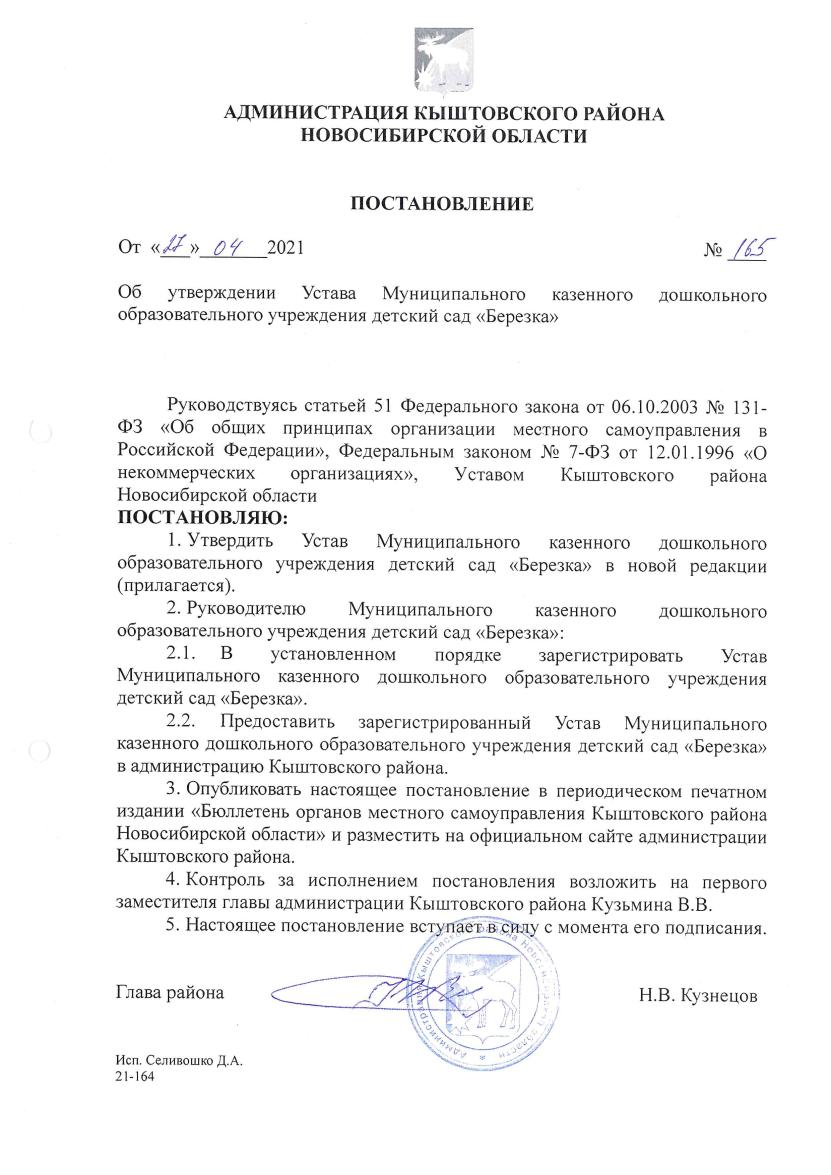 АДМИНИСТРАЦИЯ КЫШТОВСКОГО РАЙОНА
НОВОСИБИРСКОЙ ОБЛАСТИ
ПОСТАНОВЛЕНИЕ
От «27» 04 2021 № 165
Об утверждении Устава Муниципального казенного дошкольного
образовательного учреждения детский сад «Березка»
Руководствуясь статьей 51 Федерального закона от 06.10.2003 № 131-
ФЗ «Об общих принципах организации местного самоуправления в
Российской Федерации», Федеральным законом № 7-ФЗ от 12.01.1996 «О
некоммерческих организациях», Уставом Кыштовского района
Новосибирской области
ПОСТАНОВЛЯЮ:
1. Утвердить Устав Муниципального казенного дошкольного
образовательного учреждения детский сад «Березка» в новой редакции
(прилагается).
2. Руководителю Муниципального казенного дошкольного
образовательного учреждения детский сад «Березка»:
2.1. В установленном порядке зарегистрировать Устав
Муниципального казенного дошкольного образовательного учреждения
детский сад «Березка».
2.2. Предоставить зарегистрированный Устав Муниципального
казенного дошкольного образовательного учреждения детский сад «Березка»
в администрацию Кыштовского района.
3. Опубликовать настоящее постановление в периодическом печатном
издании «Бюллетень органов местного самоуправления Кыштовского района
Новосибирской области» и разместить на официальном сайте администрации
Кыштовского района.
4. Контроль за исполнением постановления возложить на первого
заместителя главы администрации Кыштовского района Кузьмина В.В.
5. Настоящее постановление вступает в силу с момента его подписания.
Администрация Кыштовского района Новосибирской области
Глава района Н.В. Кузнецов
Исп. Селивошко Д.А.
21-164